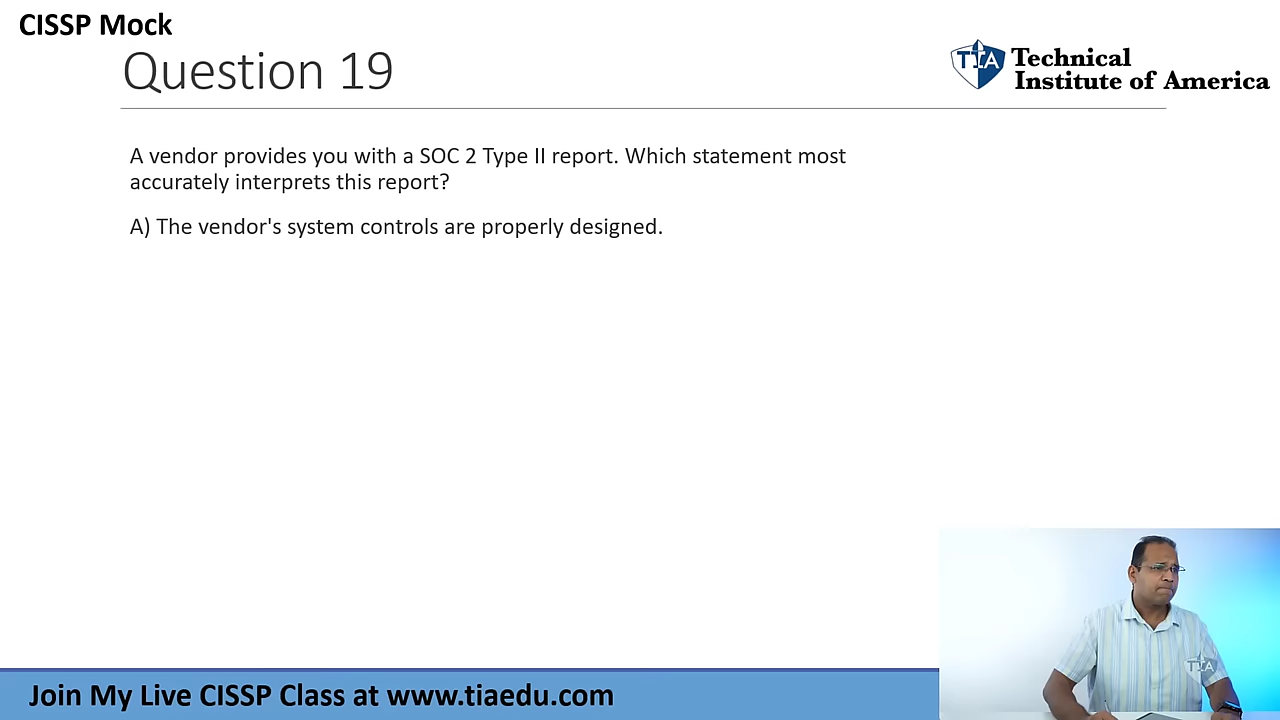 CISSP Mock
Question 19
TIA Technical
Institute of America
A vendor provides you with a SOC 2 Type II report. Which statement most
accurately interprets this report?
A) The vendor's system controls are properly designed.
TIA
Join My Live CISSP Class at www.tiaedu.com